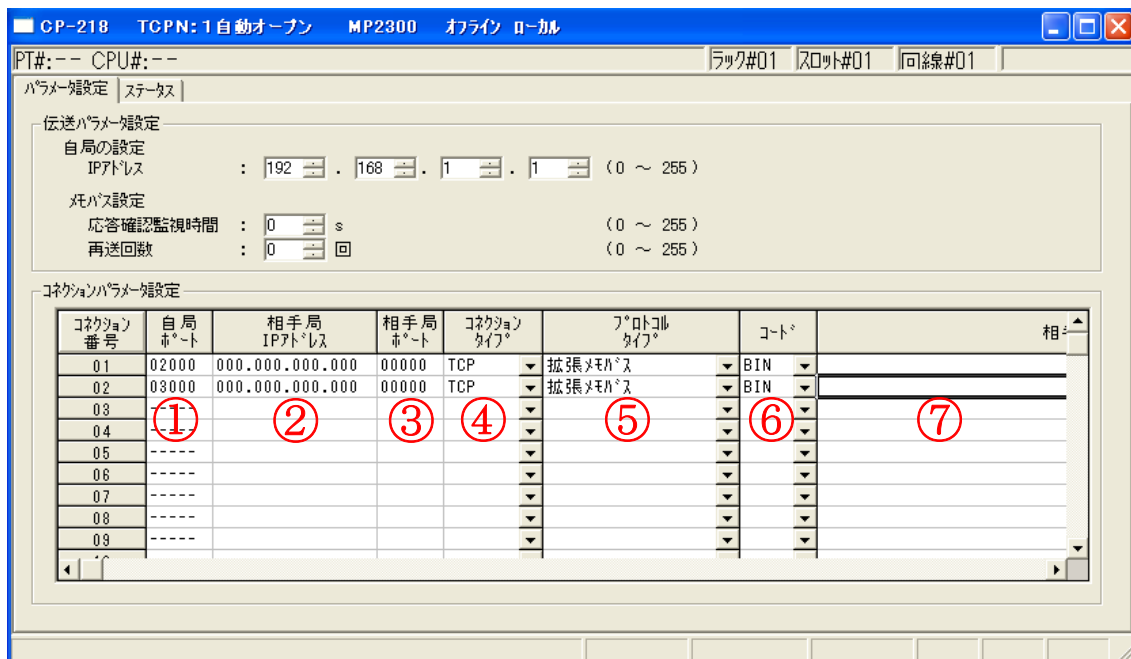 CP-218 TCPN:1自動オープン MP2300 オフライン ローカル
PT#:-- CPU#:-- ラック#01 スロット#01 回線#01
パラメータ設定 ステータス
伝送パラメータ設定
自局の設定
IPアドレス : 192 . 168 . 1 . 1 (0 ~ 255)
メモバス設定
応答確認監視時間 : 0 s (0 ~ 255)
再送回数 : 0 回 (0 ~ 255)
コネクションパラメータ設定
コネクション番号 自局ポート 相手局IPアドレス 相手局ポート コネクションタイプ プロトコルタイプ コード 相手
01 02000 000.000.000.000 00000 TCP 拡張メモバス BIN
02 03000 000.000.000.000 00000 TCP 拡張メモバス BIN
03 -----
① ② ③ ④ ⑤ ⑥ ⑦
04 -----
05 -----
06 -----
07 -----
08 -----
09 -----